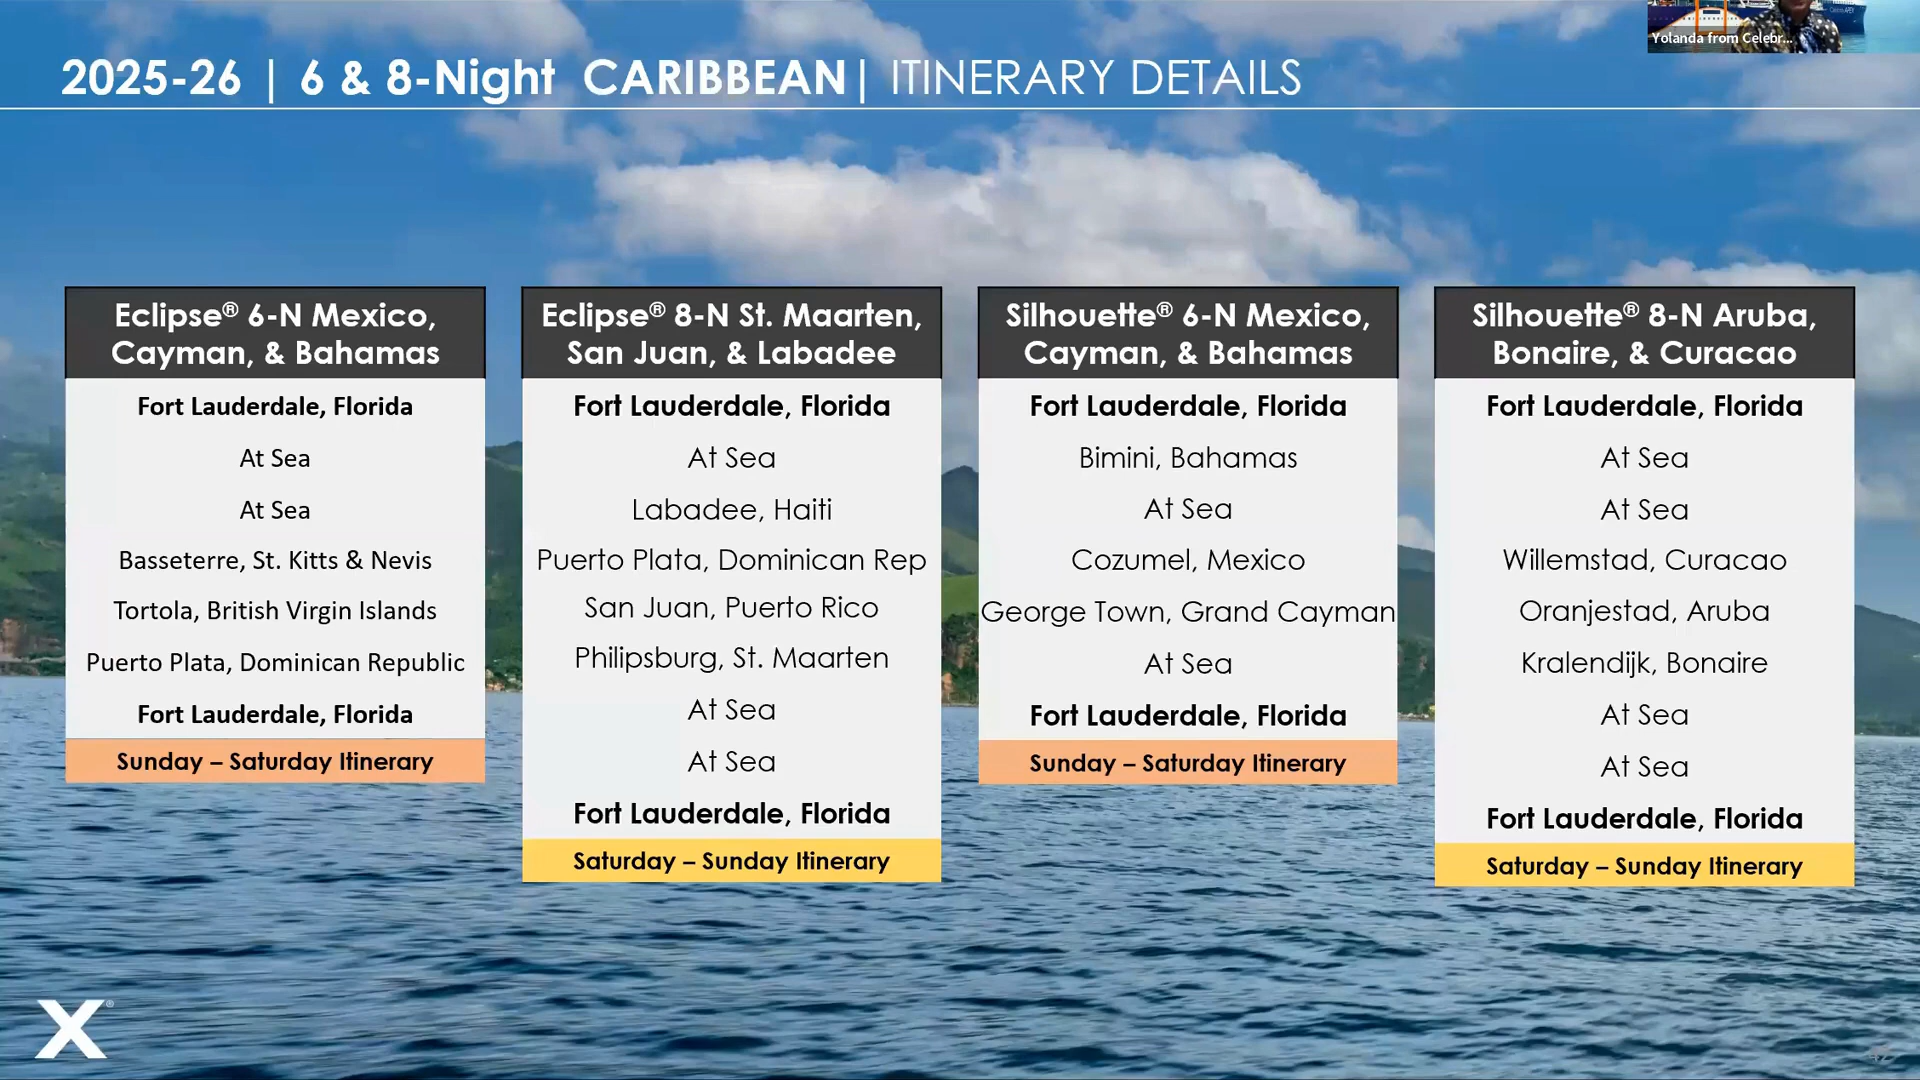 Yolanda from Celebr...
2025-26 | 6 & 8-Night CARIBBEAN| ITINERARY DETAILS
Eclipse® 6-N Mexico,
Cayman, & Bahamas
Fort Lauderdale, Florida
At Sea
At Sea
Basseterre, St. Kitts & Nevis
Tortola, British Virgin Islands
Puerto Plata, Dominican Republic
Fort Lauderdale, Florida
Sunday – Saturday Itinerary
Eclipse® 8-N St. Maarten,
San Juan, & Labadee
Fort Lauderdale, Florida
At Sea
Labadee, Haiti
Puerto Plata, Dominican Rep
San Juan, Puerto Rico
Philipsburg, St. Maarten
At Sea
At Sea
Fort Lauderdale, Florida
Saturday – Sunday Itinerary
Silhouette® 6-N Mexico,
Cayman, & Bahamas
Fort Lauderdale, Florida
Bimini, Bahamas
At Sea
Cozumel, Mexico
George Town, Grand Cayman
At Sea
Fort Lauderdale, Florida
Sunday – Saturday Itinerary
Silhouette® 8-N Aruba,
Bonaire, & Curacao
Fort Lauderdale, Florida
At Sea
At Sea
Willemstad, Curacao
Oranjestad, Aruba
Kralendijk, Bonaire
At Sea
At Sea
Fort Lauderdale, Florida
Saturday – Sunday Itinerary
X®